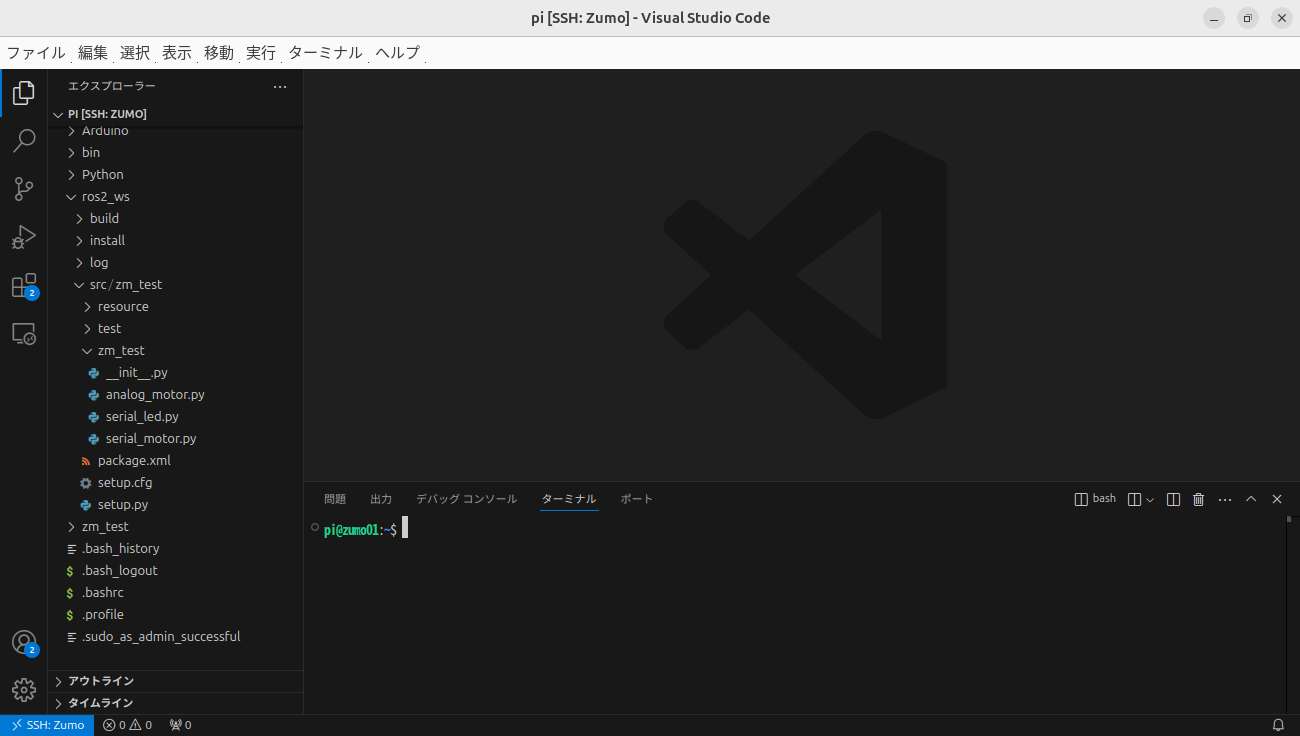 pi [SSH: Zumo] - Visual Studio Code
ファイル 編集 選択 表示 移動 実行 ターミナル ヘルプ
エクスプローラー
PI [SSH: ZUMO]
Arduino
bin
Python
ros2_ws
build
install
log
src / zm_test
resource
test
zm_test
__init__.py
analog_motor.py
serial_led.py
serial_motor.py
package.xml
setup.cfg
setup.py
zm_test
.bash_history
$ .bash_logout
$ .bashrc
$ .profile
.sudo_as_admin_successful
アウトライン
タイムライン
2
2
問題 出力 デバッグ コンソール ターミナル ポート
bash
pi@zumo01:~$
SSH: Zumo 0 0 0